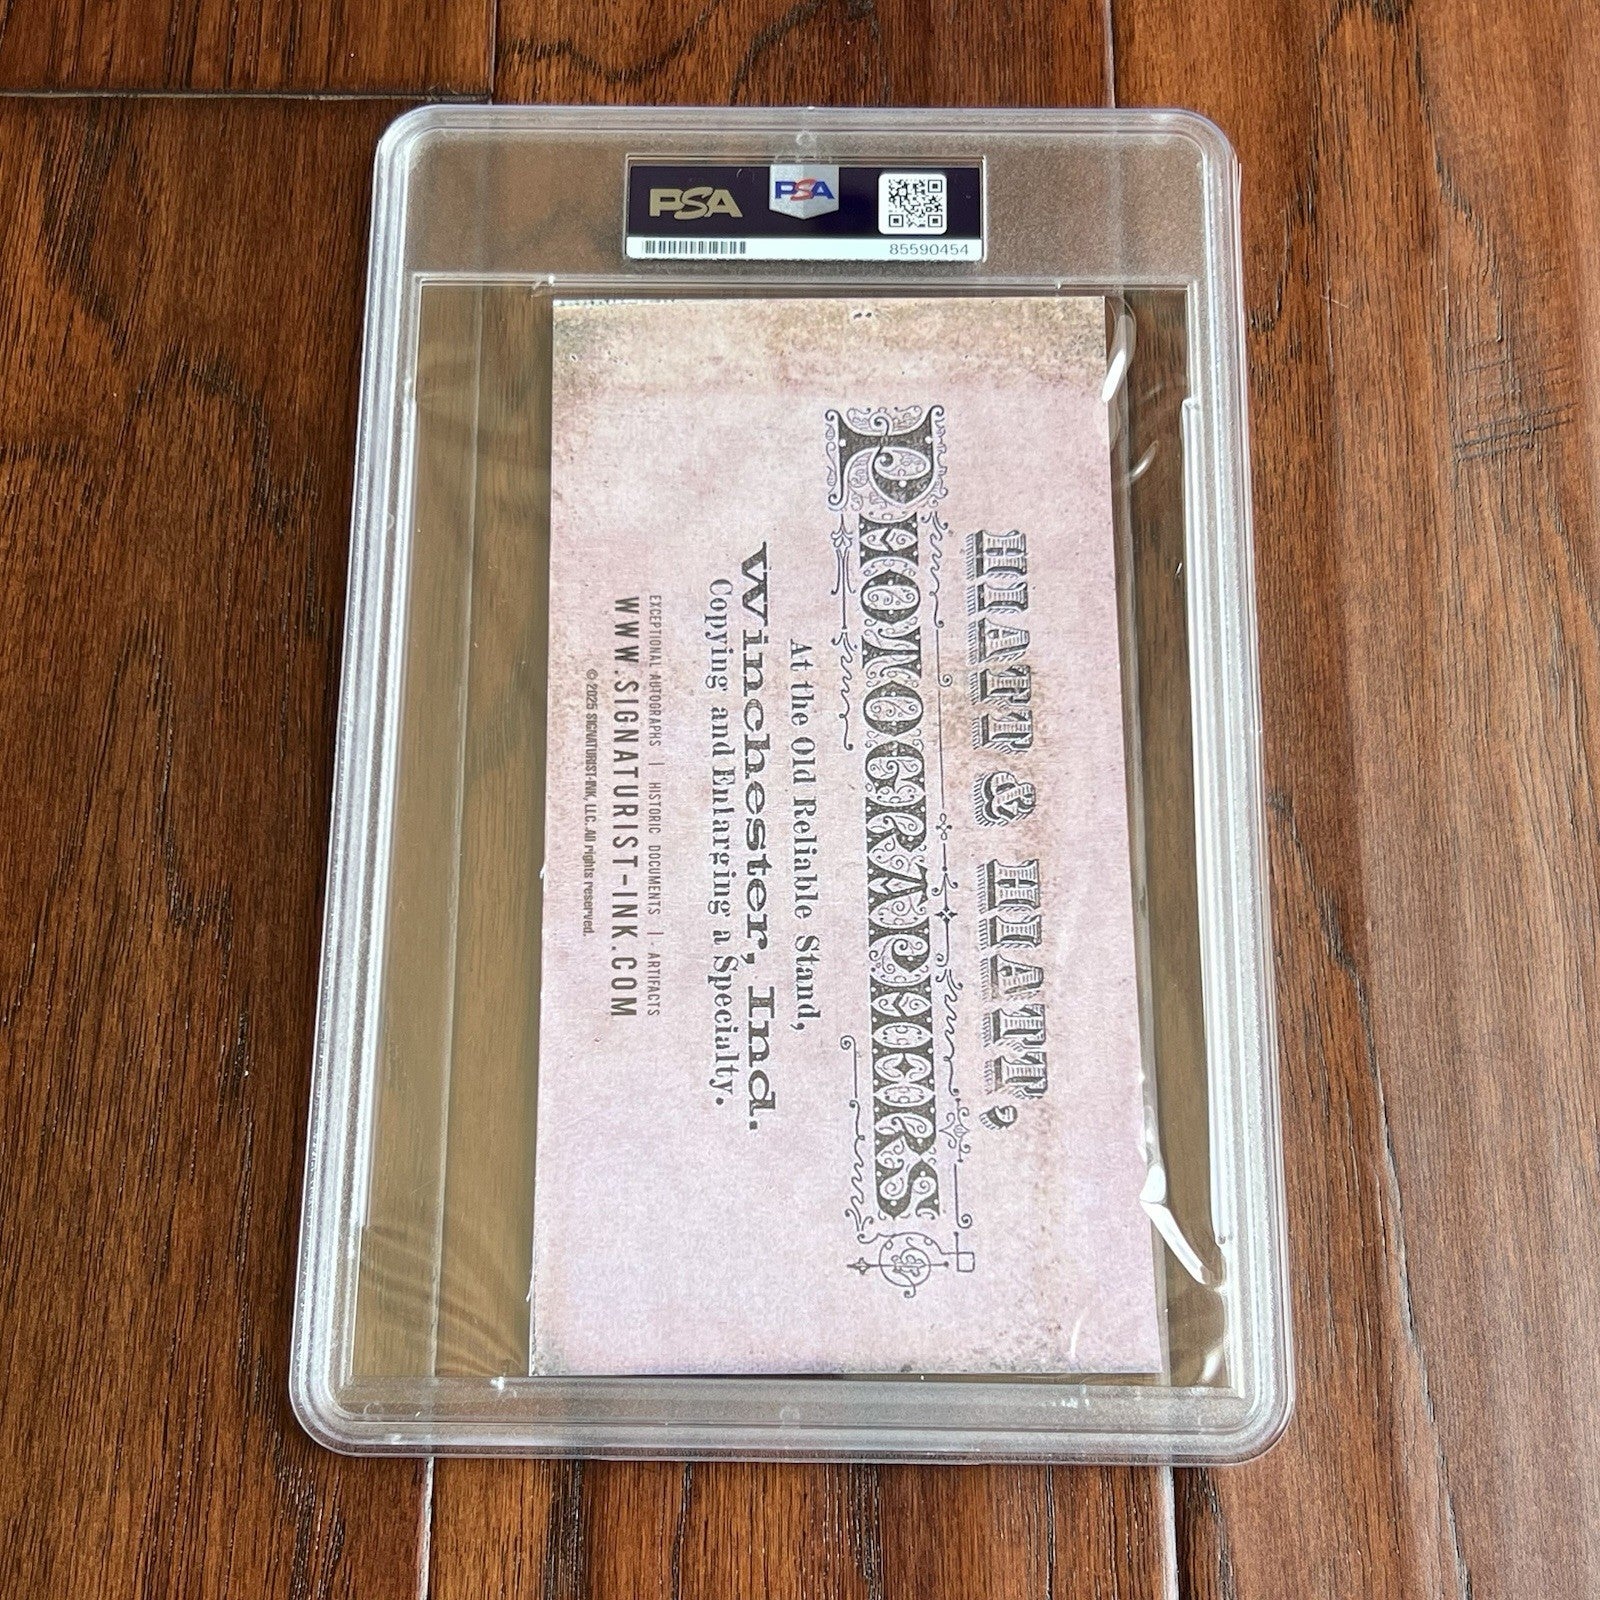 PSA
PSA
85590454
HIATT & HIATT,
PHOTOGRAPHERS
At the Old Reliable Stand,
Winchester, Ind.
Copying and Enlarging a Specialty.
EXCEPTIONAL AUTOGRAPHS | HISTORIC DOCUMENTS | ARTIFACTS
WWW.SIGNATURIST-INK.COM
© 2025 SIGNATURIST-INK, LLC. All rights reserved.